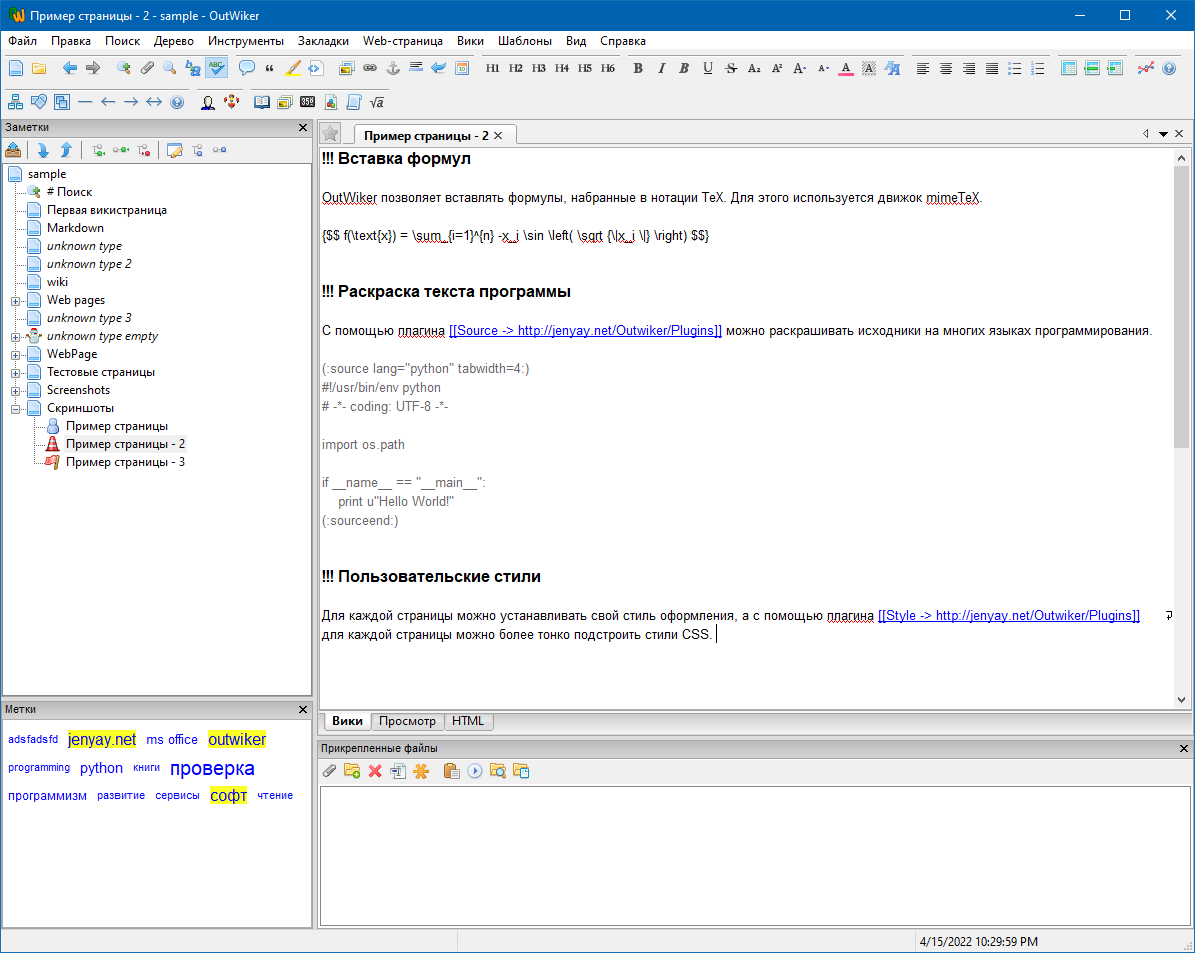 Пример страницы - 2 - sample - OutWiker
Файл Правка Поиск Дерево Инструменты Закладки Web-страница Вики Шаблоны Вид Справка
H1 H2 H3 H4 H5 H6 B I B U S A₂ A² A A A A
Заметки
Пример страницы - 2
sample
# Поиск
Первая викистраница
Markdown
unknown type
unknown type 2
wiki
Web pages
unknown type 3
unknown type empty
WebPage
Тестовые страницы
Screenshots
Скриншоты
Пример страницы
Пример страницы - 2
Пример страницы - 3
!!! Вставка формул
OutWiker позволяет вставлять формулы, набранные в нотации TeX. Для этого используется движок mimeTeX.
{$$ f(\text{x}) = \sum_{i=1}^{n} -x_i \sin \left( \sqrt {\|x_i \|} \right) $$}
!!! Раскраска текста программы
С помощью плагина [[Source -> http://jenyay.net/Outwiker/Plugins]] можно раскрашивать исходники на многих языках программирования.
(:source lang="python" tabwidth=4:)
#!/usr/bin/env python
# -*- coding: UTF-8 -*-
import os.path
if __name__ == "__main__":
    print u"Hello World!"
(:sourceend:)
!!! Пользовательские стили
Для каждой страницы можно устанавливать свой стиль оформления, а с помощью плагина [[Style -> http://jenyay.net/Outwiker/Plugins]]
для каждой страницы можно более тонко подстроить стили CSS.
Вики Просмотр HTML
Метки
adsfadsfd jenyay.net ms office outwiker
programming python книги проверка
программизм развитие сервисы софт чтение
Прикрепленные файлы
4/15/2022 10:29:59 PM